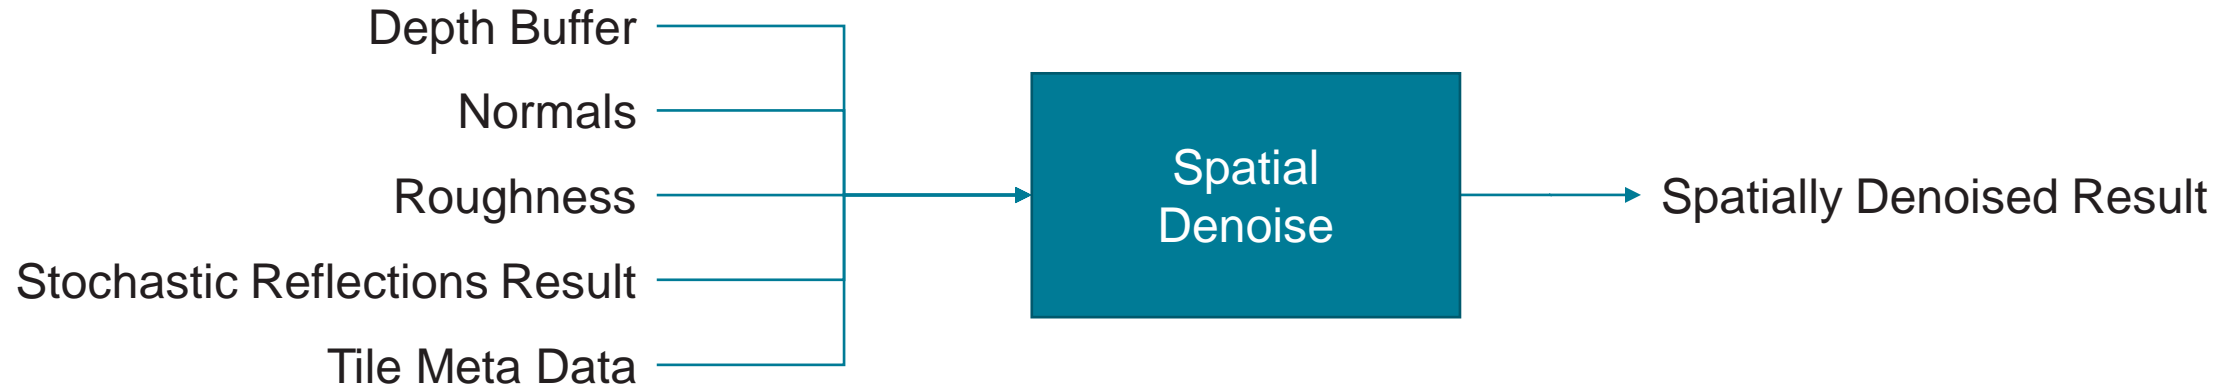 Depth Buffer
Normals
Roughness
Stochastic Reflections Result
Tile Meta Data
Spatial
Denoise
Spatially Denoised Result